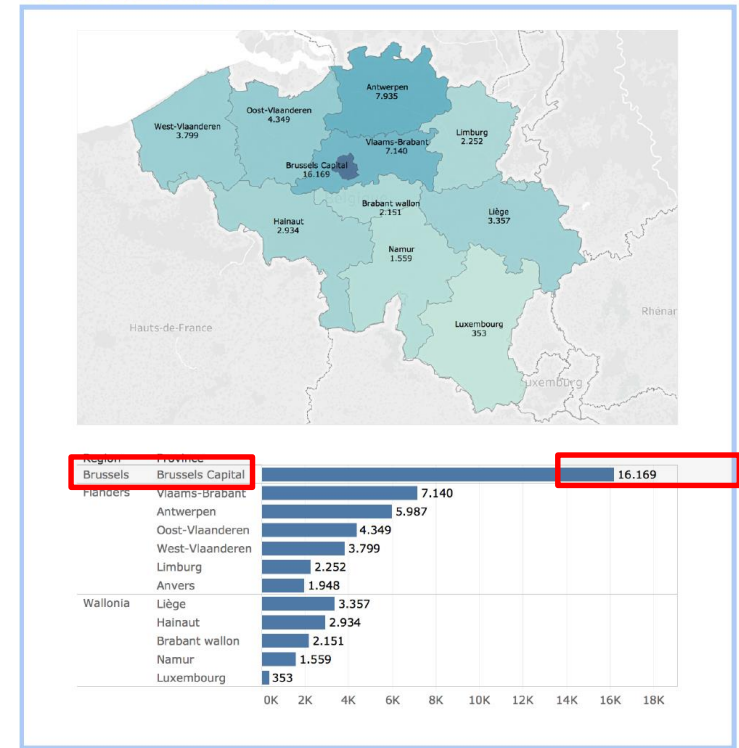 Antwerpen
7.935
Oost-Vlaanderen
4.349
West-Vlaanderen
3.799
Vlaams-Brabant
7.140
Limburg
2.252
Brussels Capital
16.169
Brabant wallon
2.151
Liège
3.357
Hainaut
2.934
Namur
1.559
Hauts-de-France
Rhénan
Luxembourg
353
uxemburg
Region Province
Brussels Brussels Capital 16.169
Flanders Vlaams-Brabant 7.140
Antwerpen 5.987
Oost-Vlaanderen 4.349
West-Vlaanderen 3.799
Limburg 2.252
Anvers 1.948
Wallonia Liège 3.357
Hainaut 2.934
Brabant wallon 2.151
Namur 1.559
Luxembourg 353
0K 2K 4K 6K 8K 10K 12K 14K 16K 18K